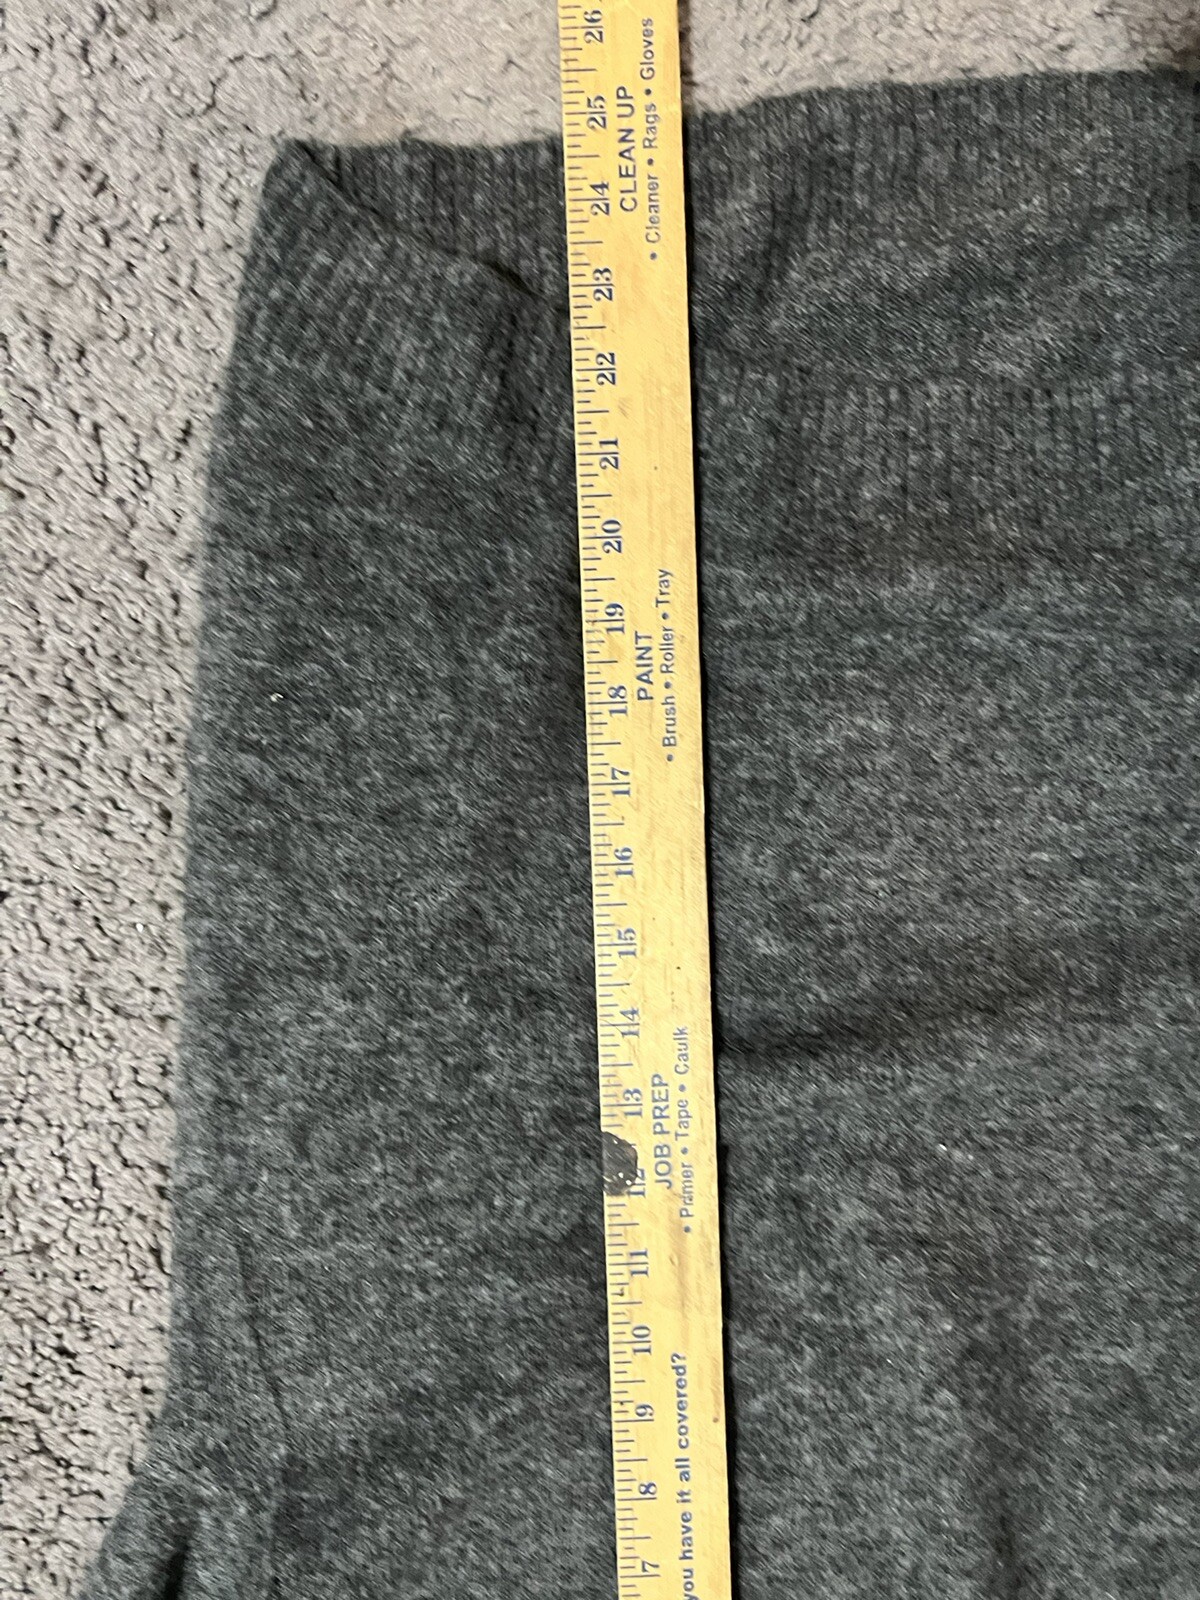 7 8 9 10 11 12 13 14 15 16 17 18 19 20 21 22 23 24 25 26
you have it all covered?
JOB PREP
• Primer • Tape • Caulk
PAINT
• Brush • Roller • Tray
CLEAN UP
• Cleaner • Rags • Gloves